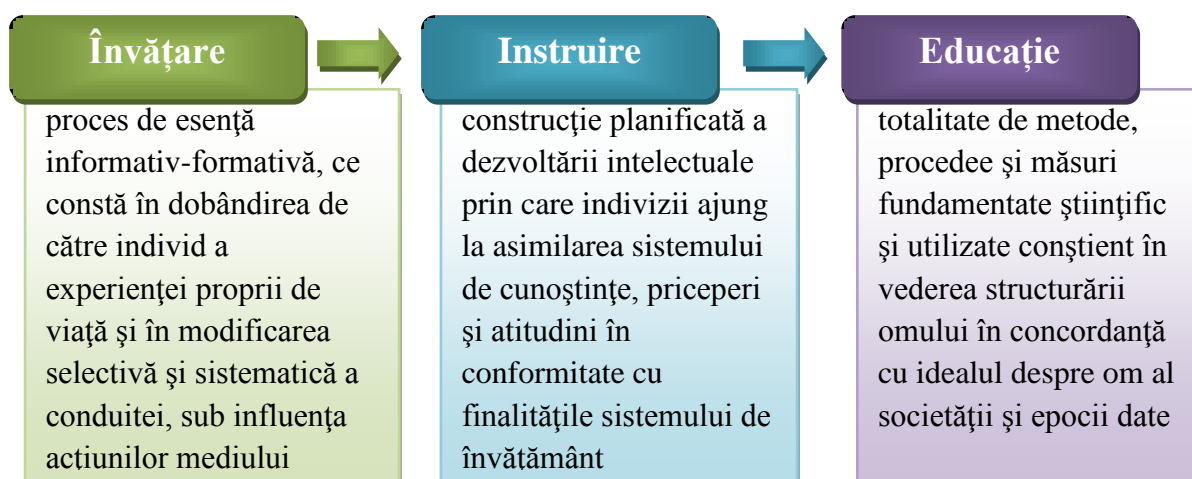 Învățare
proces de esenţă
informativ-formativă, ce
constă în dobândirea de
către individ a
experienţei proprii de
viaţă şi în modificarea
selectivă şi sistematică a
conduitei, sub influenţa
acţiunilor mediului
Instruire
construcţie planificată a
dezvoltării intelectuale
prin care indivizii ajung
la asimilarea sistemului
de cunoştinţe, priceperi
şi atitudini în
conformitate cu
finalităţile sistemului de
învăţământ
Educație
totalitate de metode,
procedee şi măsuri
fundamentate ştiinţific
şi utilizate conştient în
vederea structurării
omului în concordanţă
cu idealul despre om al
societăţii şi epocii date